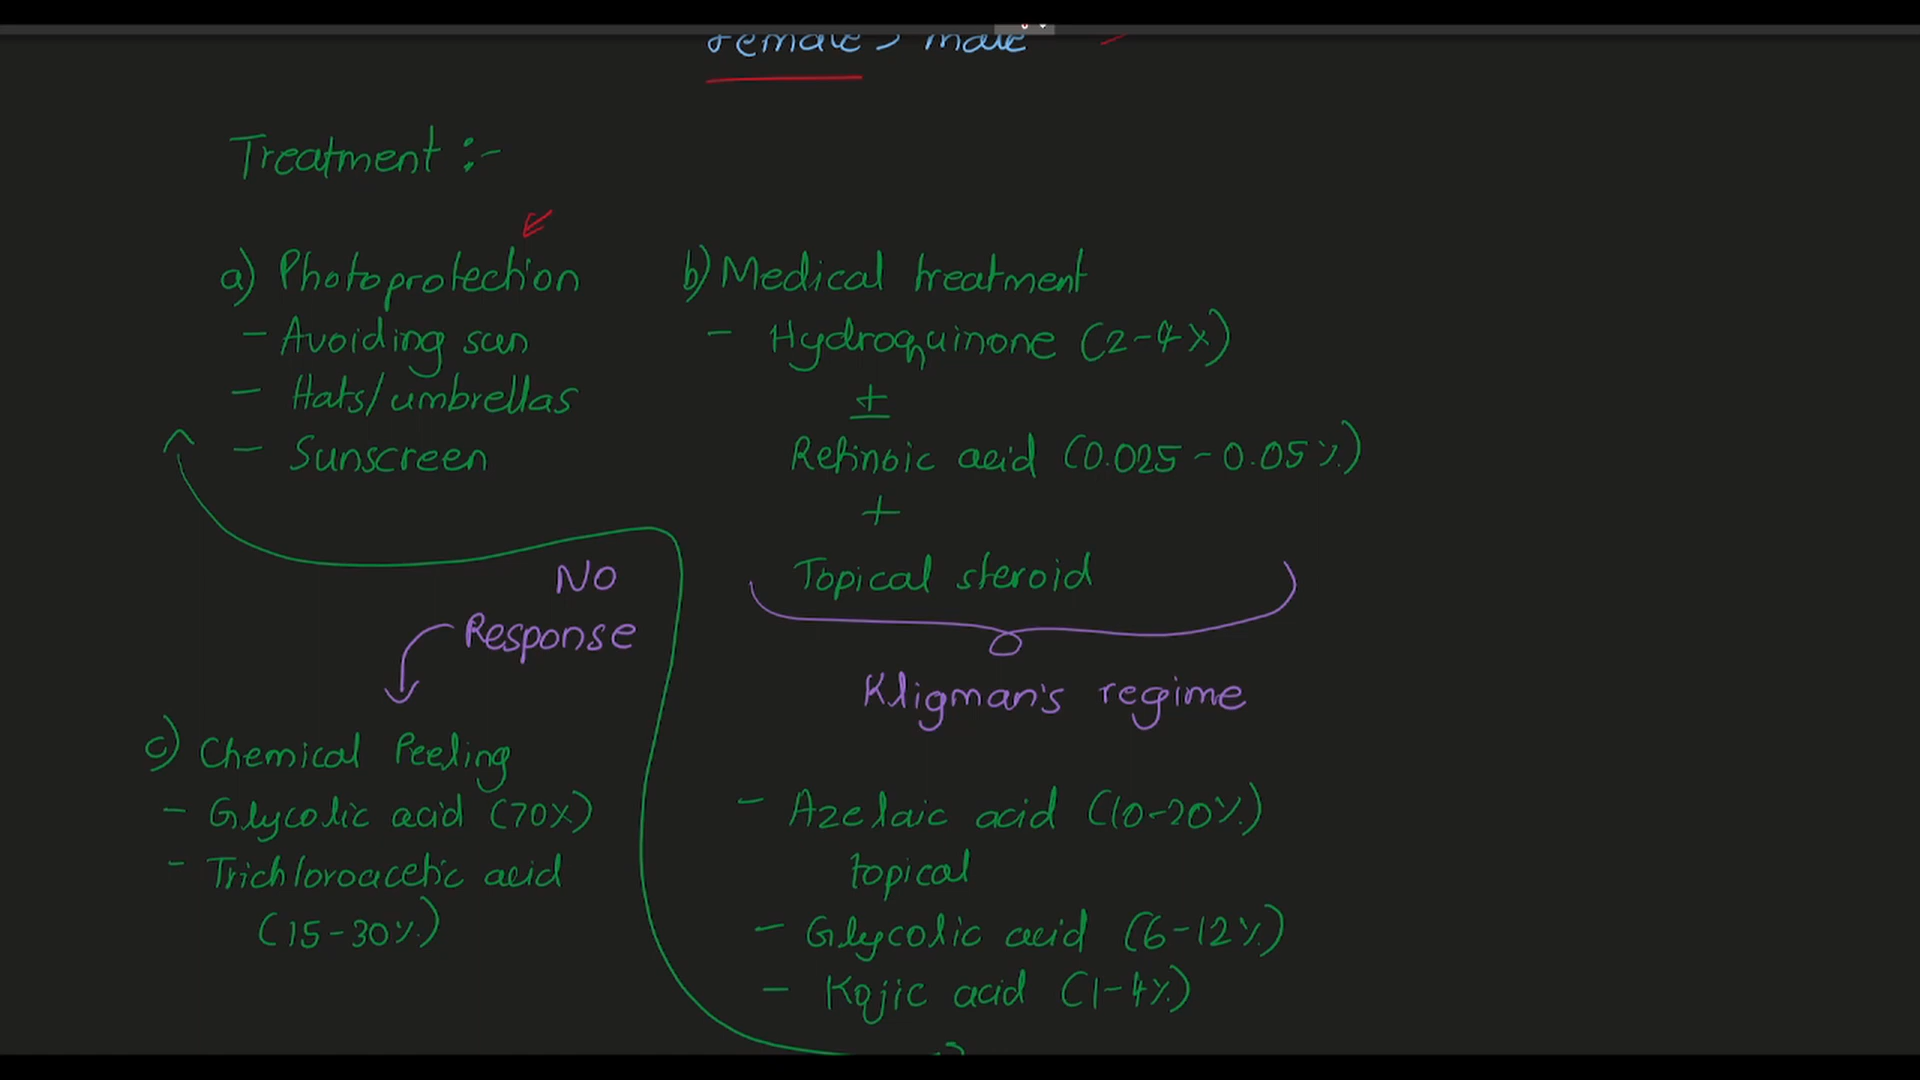 Female > male
Treatment :-
a) Photoprotection
- Avoiding sun
- Hats/umbrellas
- Sunscreen
b) Medical treatment
- Hydroquinone (2-4%)
±
Retinoic acid (0.025 - 0.05%)
+
Topical steroid
Kligman's regime
- Azelaic acid (10-20%)
topical
- Glycolic acid (6-12%)
- Kojic acid (1-4%)
No
Response
c) Chemical Peeling
- Glycolic acid (70%)
- Trichloroacetic acid
(15-30%)